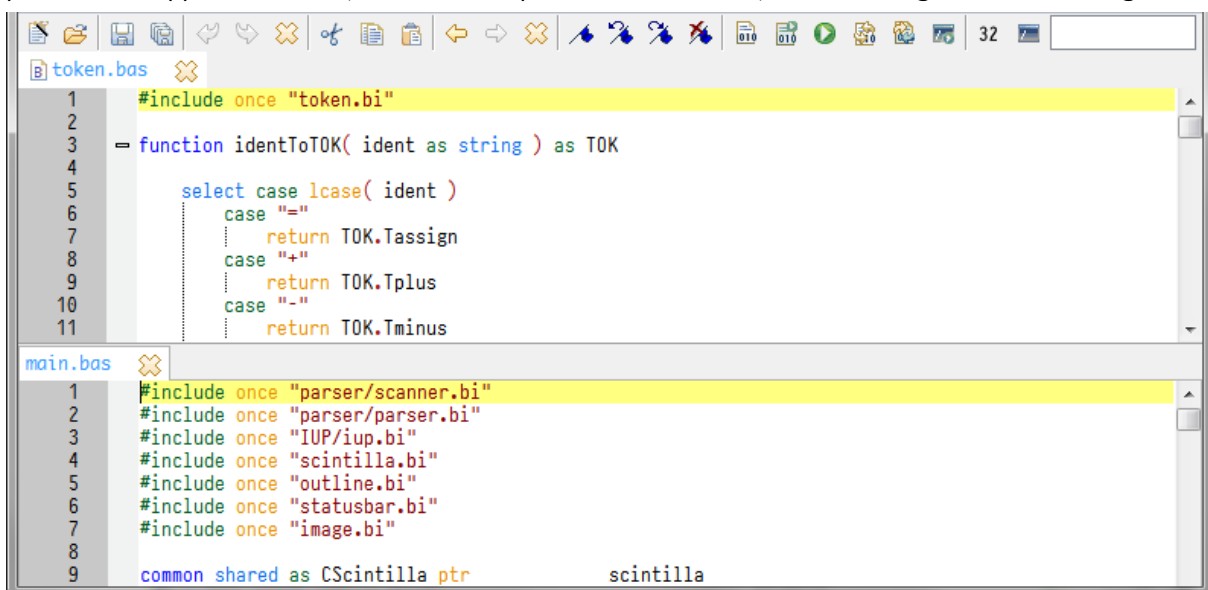 32
token.bas
1 #include once "token.bi"
2
3 function identToTOK( ident as string ) as TOK
4
5 select case lcase( ident )
6 case "="
7 return TOK.Tassign
8 case "+"
9 return TOK.Tplus
10 case "-"
11 return TOK.Tminus
main.bas
1 #include once "parser/scanner.bi"
2 #include once "parser/parser.bi"
3 #include once "IUP/iup.bi"
4 #include once "scintilla.bi"
5 #include once "outline.bi"
6 #include once "statusbar.bi"
7 #include once "image.bi"
8
9 common shared as CScintilla ptr scintilla